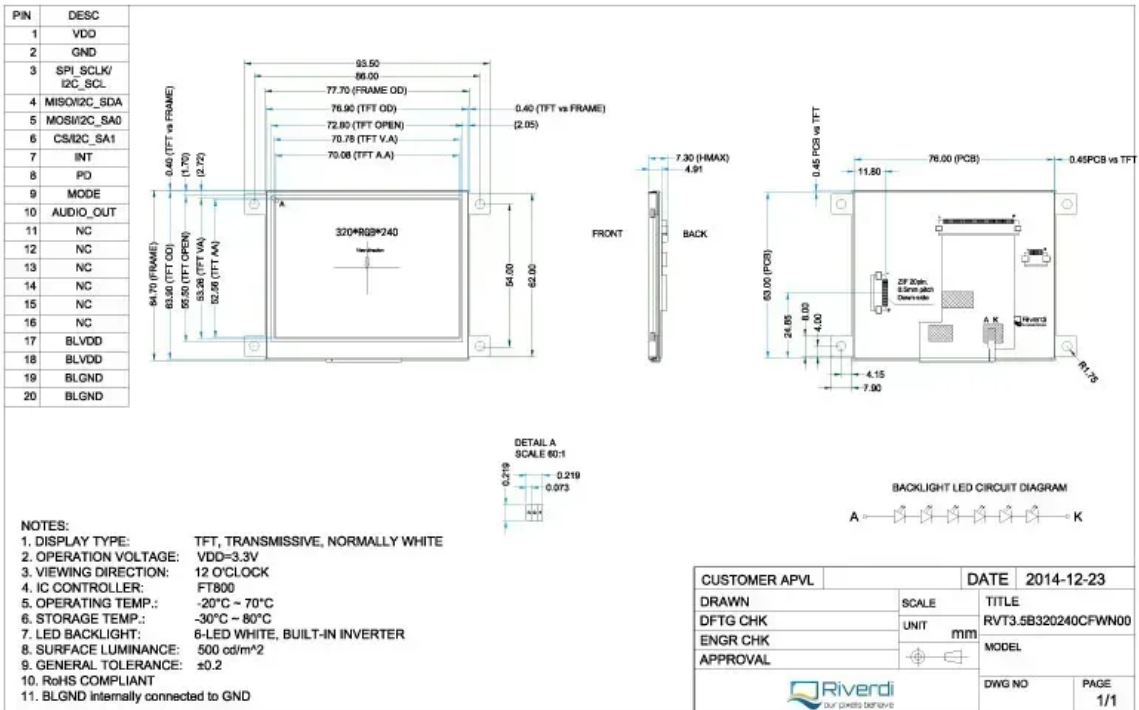 PIN DESC
1 VDD
2 GND
3 SPI_SCLK/
I2C_SCL
4 MISO/I2C_SDA
5 MOSI/I2C_SA0
6 CS/I2C_SA1
7 INT
8 PD
9 MODE
10 AUDIO_OUT
11 NC
12 NC
13 NC
14 NC
15 NC
16 NC
17 BLVDD
18 BLVDD
19 BLGND
20 BLGND
93.50
86.00
77.70 (FRAME OD)
76.90 (TFT OD)
0.40 (TFT vs FRAME)
72.80 (TFT OPEN)
(2.05)
70.78 (TFT V.A)
70.08 (TFT A.A)
0.40 (TFT vs FRAME)
(1.70)
(2.72)
A
320*RGB*240
View direction
64.70 (FRAME)
63.90 (TFT OD)
55.50 (TFT OPEN)
53.26 (TFT VA)
52.56 (TFT AA)
54.00
62.00
7.30 (HMAX)
4.91
FRONT
BACK
0.45 PCB vs TFT
76.00 (PCB)
0.45PCB vs TFT
11.80
63.00 (PCB)
ZIF 20pin,
0.5mm pitch
Down-side
24.85
8.00
4.00
A K
Riverdi
4.15
7.90
R1.75
DETAIL A
SCALE 60:1
0.219
0.219
0.073
BACKLIGHT LED CIRCUIT DIAGRAM
A K
NOTES:
1. DISPLAY TYPE: TFT, TRANSMISSIVE, NORMALLY WHITE
2. OPERATION VOLTAGE: VDD=3.3V
3. VIEWING DIRECTION: 12 O'CLOCK
4. IC CONTROLLER: FT800
5. OPERATING TEMP.: -20°C ~ 70°C
6. STORAGE TEMP.: -30°C ~ 80°C
7. LED BACKLIGHT: 6-LED WHITE, BUILT-IN INVERTER
8. SURFACE LUMINANCE: 500 cd/m^2
9. GENERAL TOLERANCE: ±0.2
10. RoHS COMPLIANT
11. BLGND internally connected to GND
CUSTOMER APVL
DATE 2014-12-23
DRAWN
DFTG CHK
ENGR CHK
APPROVAL
SCALE
UNIT mm
TITLE
RVT3.5B320240CFWN00
MODEL
DWG NO
PAGE
1/1
Riverdi
our pixels behave